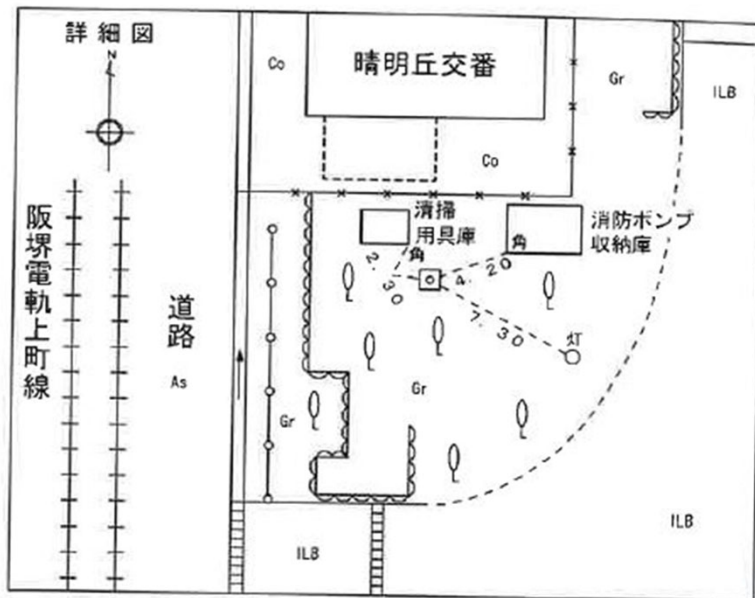 詳細図
N
Co
晴明丘交番
Gr
ILB
Co
清掃
用具庫
角
消防ポンプ
収納庫
角
2.30
4.20
7.30
灯
阪堺電軌上町線
道路
As
Gr
Gr
ILB
ILB